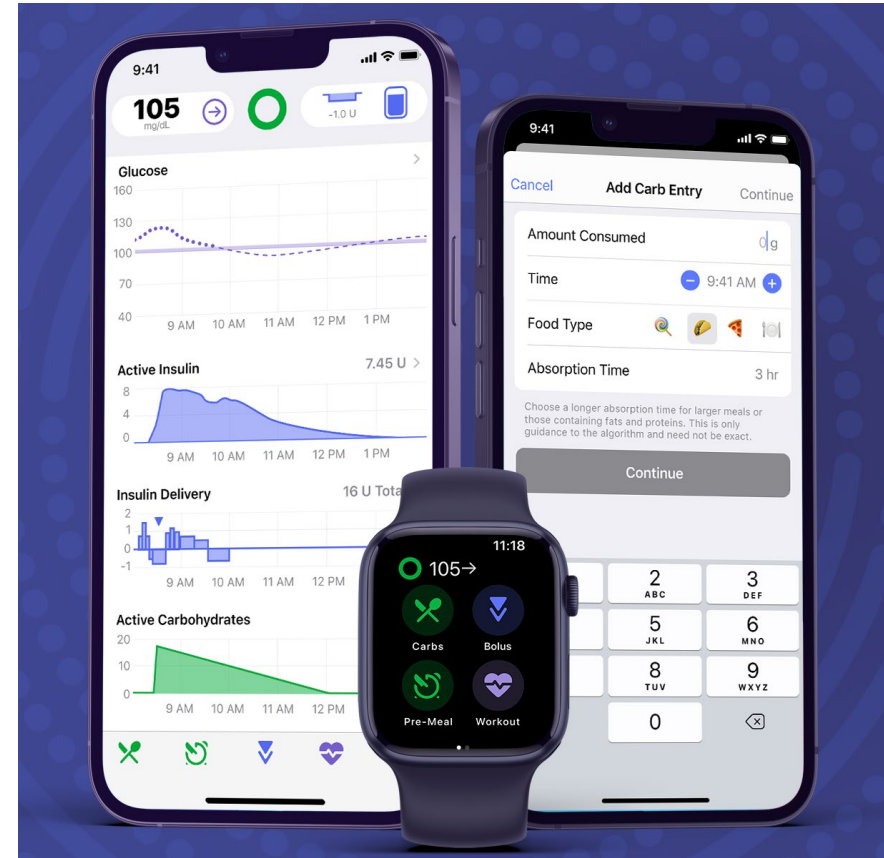 9:41
105
mg/dL
-1.0 U
Glucose
160
130
100
70
40
9 AM 10 AM 11 AM 12 PM 1 PM
Active Insulin 7.45 U
8
4
0
9 AM 10 AM 11 AM 12 PM 1 PM
Insulin Delivery 16 U Tota
2
1
0
-1
9 AM 10 AM 11 AM 12 PM
Active Carbohydrates
20
10
0
9 AM 10 AM 11 AM 12 PM
11:18
105→
Carbs Bolus
Pre-Meal Workout
9:41
Cancel Add Carb Entry Continue
Amount Consumed 0 g
Time 9:41 AM
Food Type
Absorption Time 3 hr
Choose a longer absorption time for larger meals or
those containing fats and proteins. This is only
guidance to the algorithm and need not be exact.
Continue
2 3
ABC DEF
5 6
JKL MNO
8 9
TUV WXYZ
0